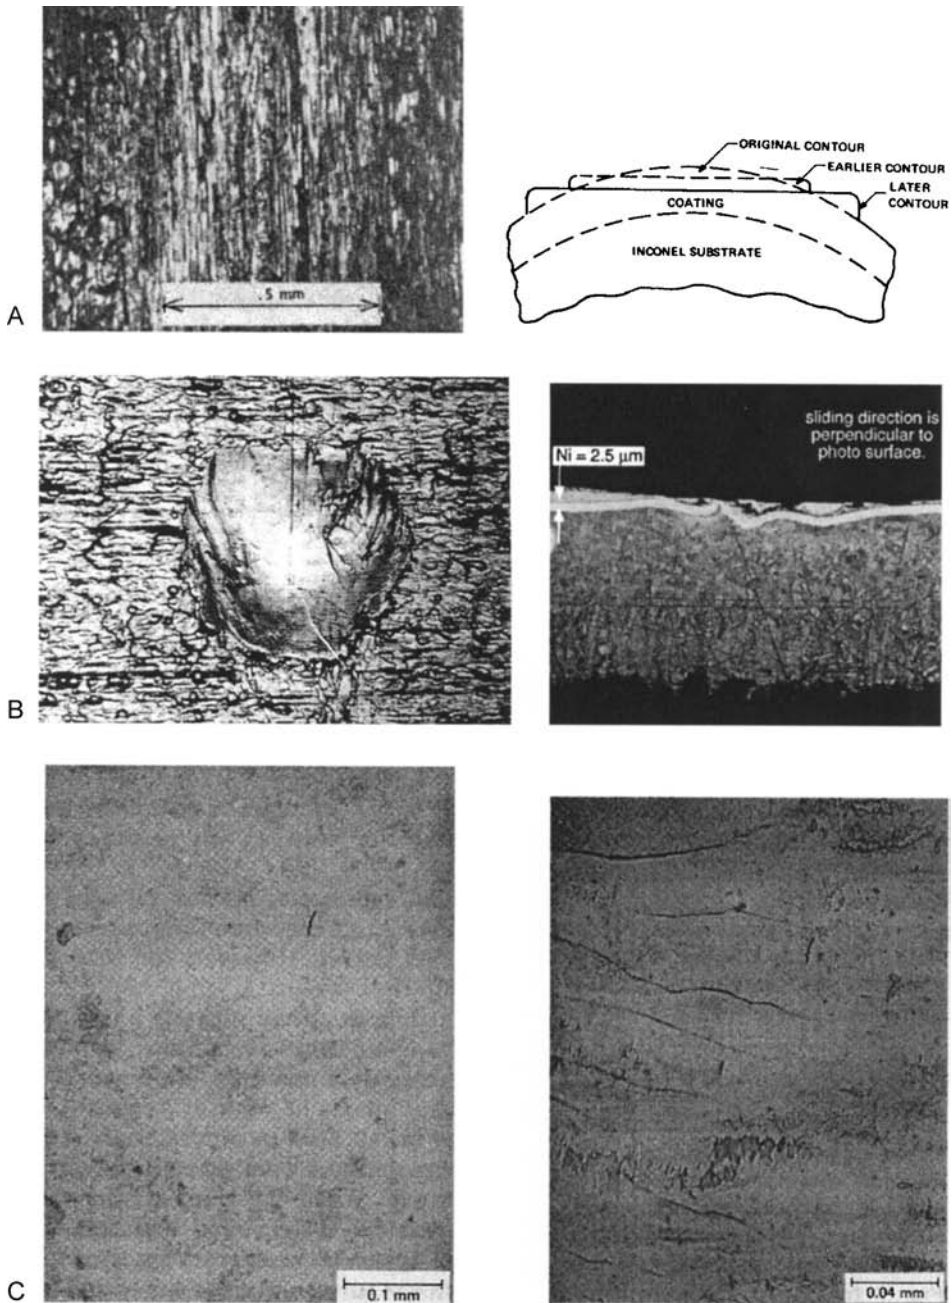 .5 mm
ORIGINAL CONTOUR
EARLIER CONTOUR
LATER
CONTOUR
COATING
INCONEL SUBSTRATE
A
sliding direction is
perpendicular to
photo surface.
Ni = 2.5 μm
B
0.1 mm
0.04 mm
C